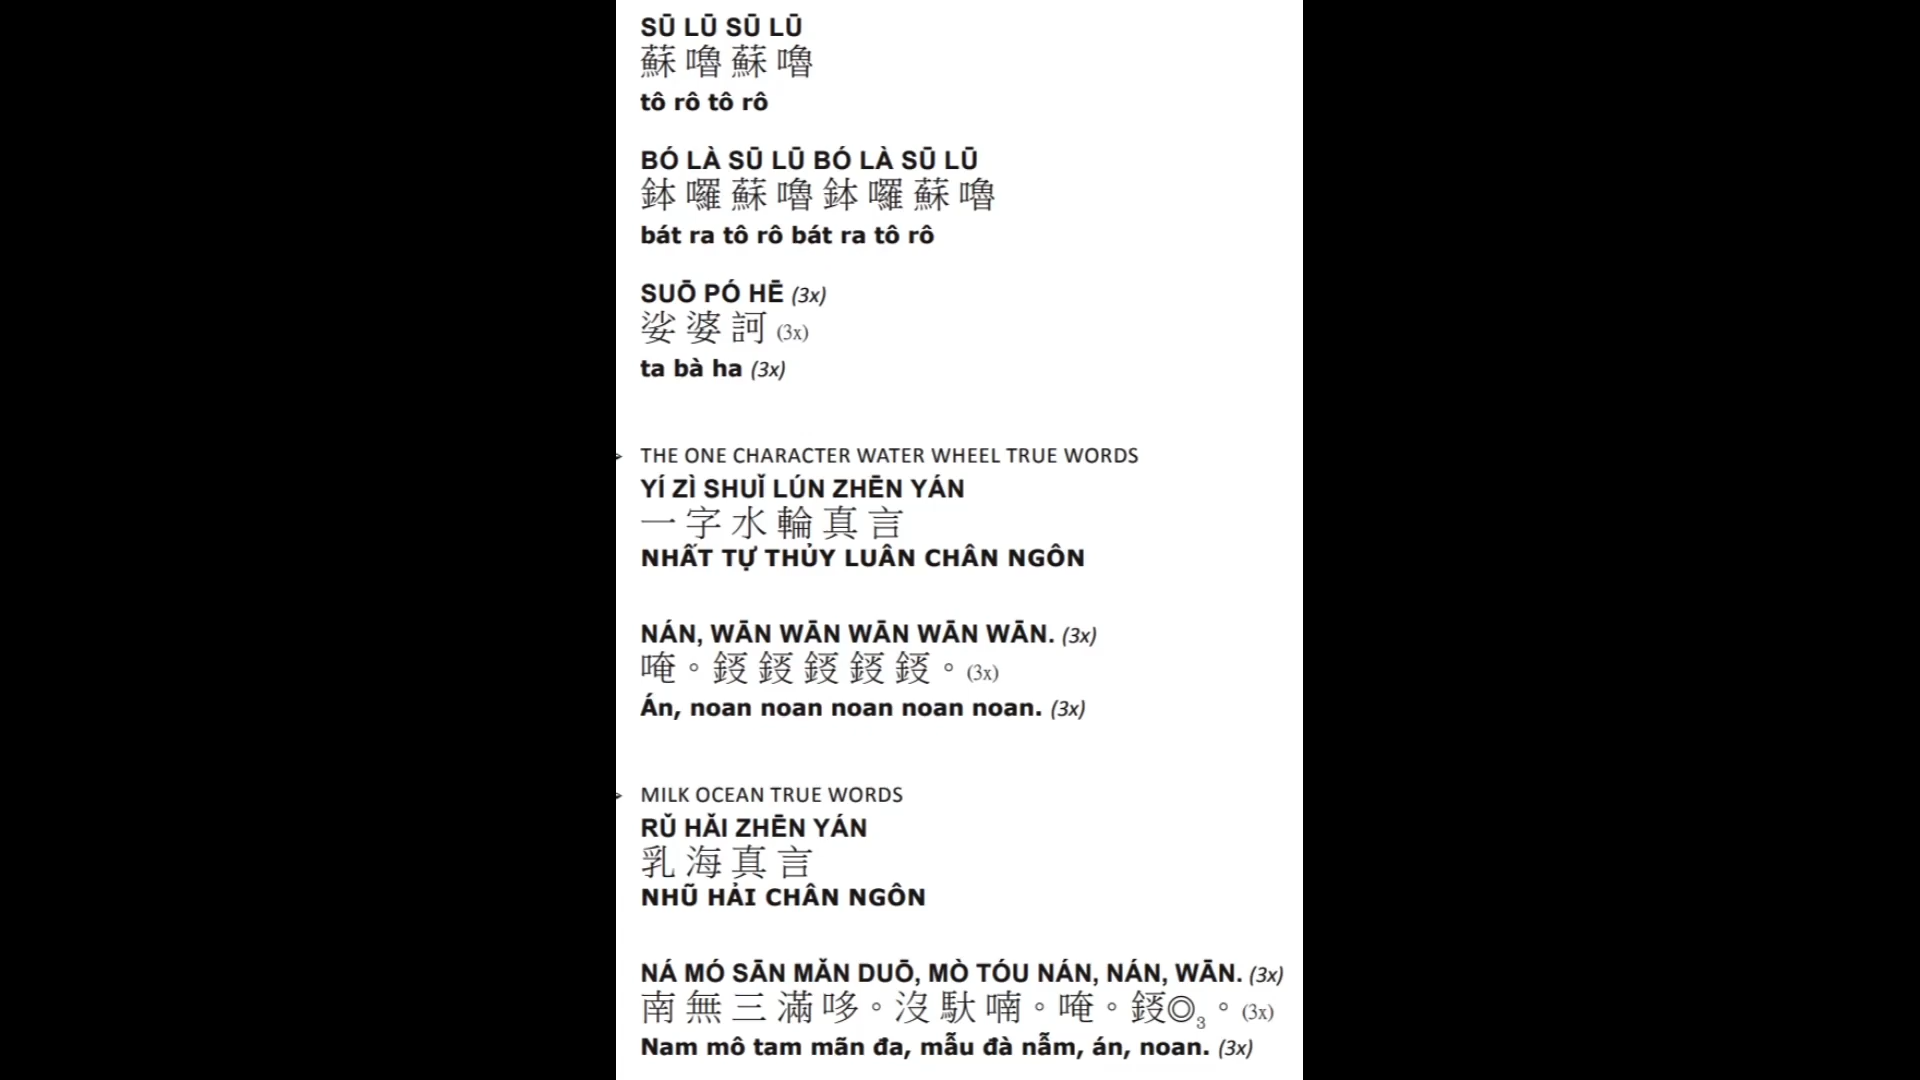 SŪ LŪ SŪ LŪ
蘇 嚕 蘇 嚕
tô rô tô rô
BÓ LÀ SŪ LŪ BÓ LÀ SŪ LŪ
鉢 囉 蘇 嚕 鉢 囉 蘇 嚕
bát ra tô rô bát ra tô rô
SUŌ PÓ HĒ (3x)
娑 婆 訶 (3x)
ta bà ha (3x)
➢ THE ONE CHARACTER WATER WHEEL TRUE WORDS
YÍ ZÌ SHUǏ LÚN ZHĒN YÁN
一 字 水 輪 真 言
NHẤT TỰ THỦY LUÂN CHÂN NGÔN
NÁN, WĀN WĀN WĀN WĀN WĀN. (3x)
唵。鋄 鋄 鋄 鋄 鋄。(3x)
Án, noan noan noan noan noan. (3x)
➢ MILK OCEAN TRUE WORDS
RǓ HǍI ZHĒN YÁN
乳 海 真 言
NHŨ HẢI CHÂN NGÔN
NÁ MÓ SĀN MǍN DUŌ, MÒ TÓU NÁN, NÁN, WĀN. (3x)
南 無 三 滿 哆。沒 馱 喃。唵。鋄◎3。(3x)
Nam mô tam mãn đa, mẫu đà nẫm, án, noan. (3x)